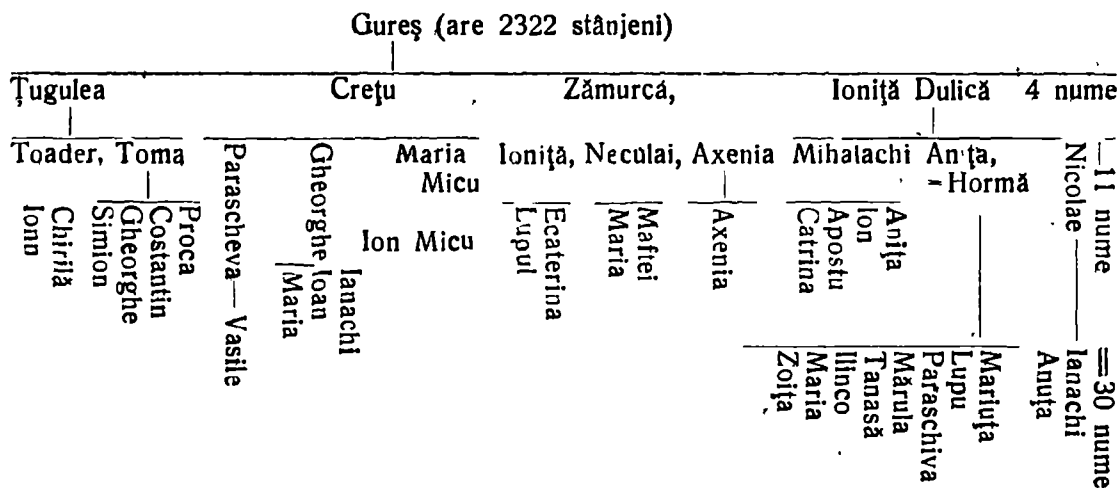 Gureş (are 2322 stânjeni)
Ţugulea Creţu Zămurcă, Ioniţă Dulică 4 nume
Toader, Toma
Parascheva — Vasile
Gheorghe
Maria
Micu
Ioniţă, Neculai, Axenia
Mihalachi
Aniţa,
=Hormă
Nicolae
—11 nume
Ionn
Chirilă
Simion
Gheorghe
Costantin
Proca
Maria
Ioan
Ianachi
Ion Micu
Lupul
Ecaterina
Maria
Maftei
Axenia
Catrina
Apostu
Ion
Aniţa
Zoiţa
Maria
Ilinco
Tanasă
Mărula
Paraschiva
Lupu
Mariuţa
Anuţa
Ianachi
=30 nume